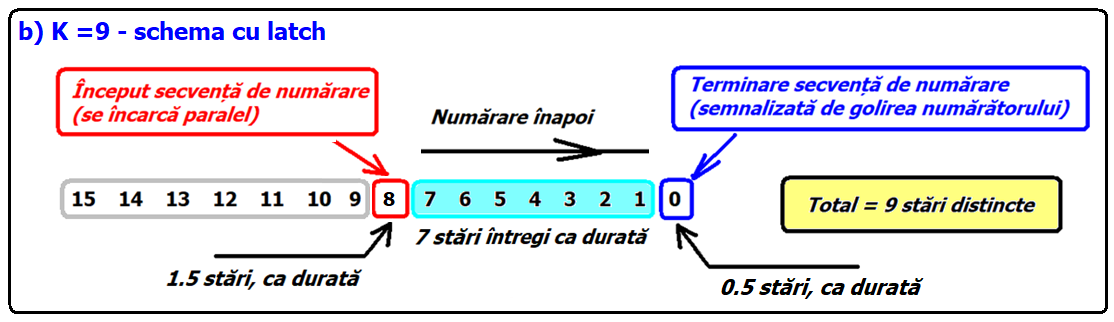 b) K =9 - schema cu latch
Început secvență de numărare
(se încarcă paralel)
Numărare înapoi
Terminare secvență de numărare
(semnalizată de golirea numărătorului)
15 14 13 12 11 10 9 8 7 6 5 4 3 2 1 0
Total = 9 stări distincte
7 stări întregi ca durată
1.5 stări, ca durată
0.5 stări, ca durată